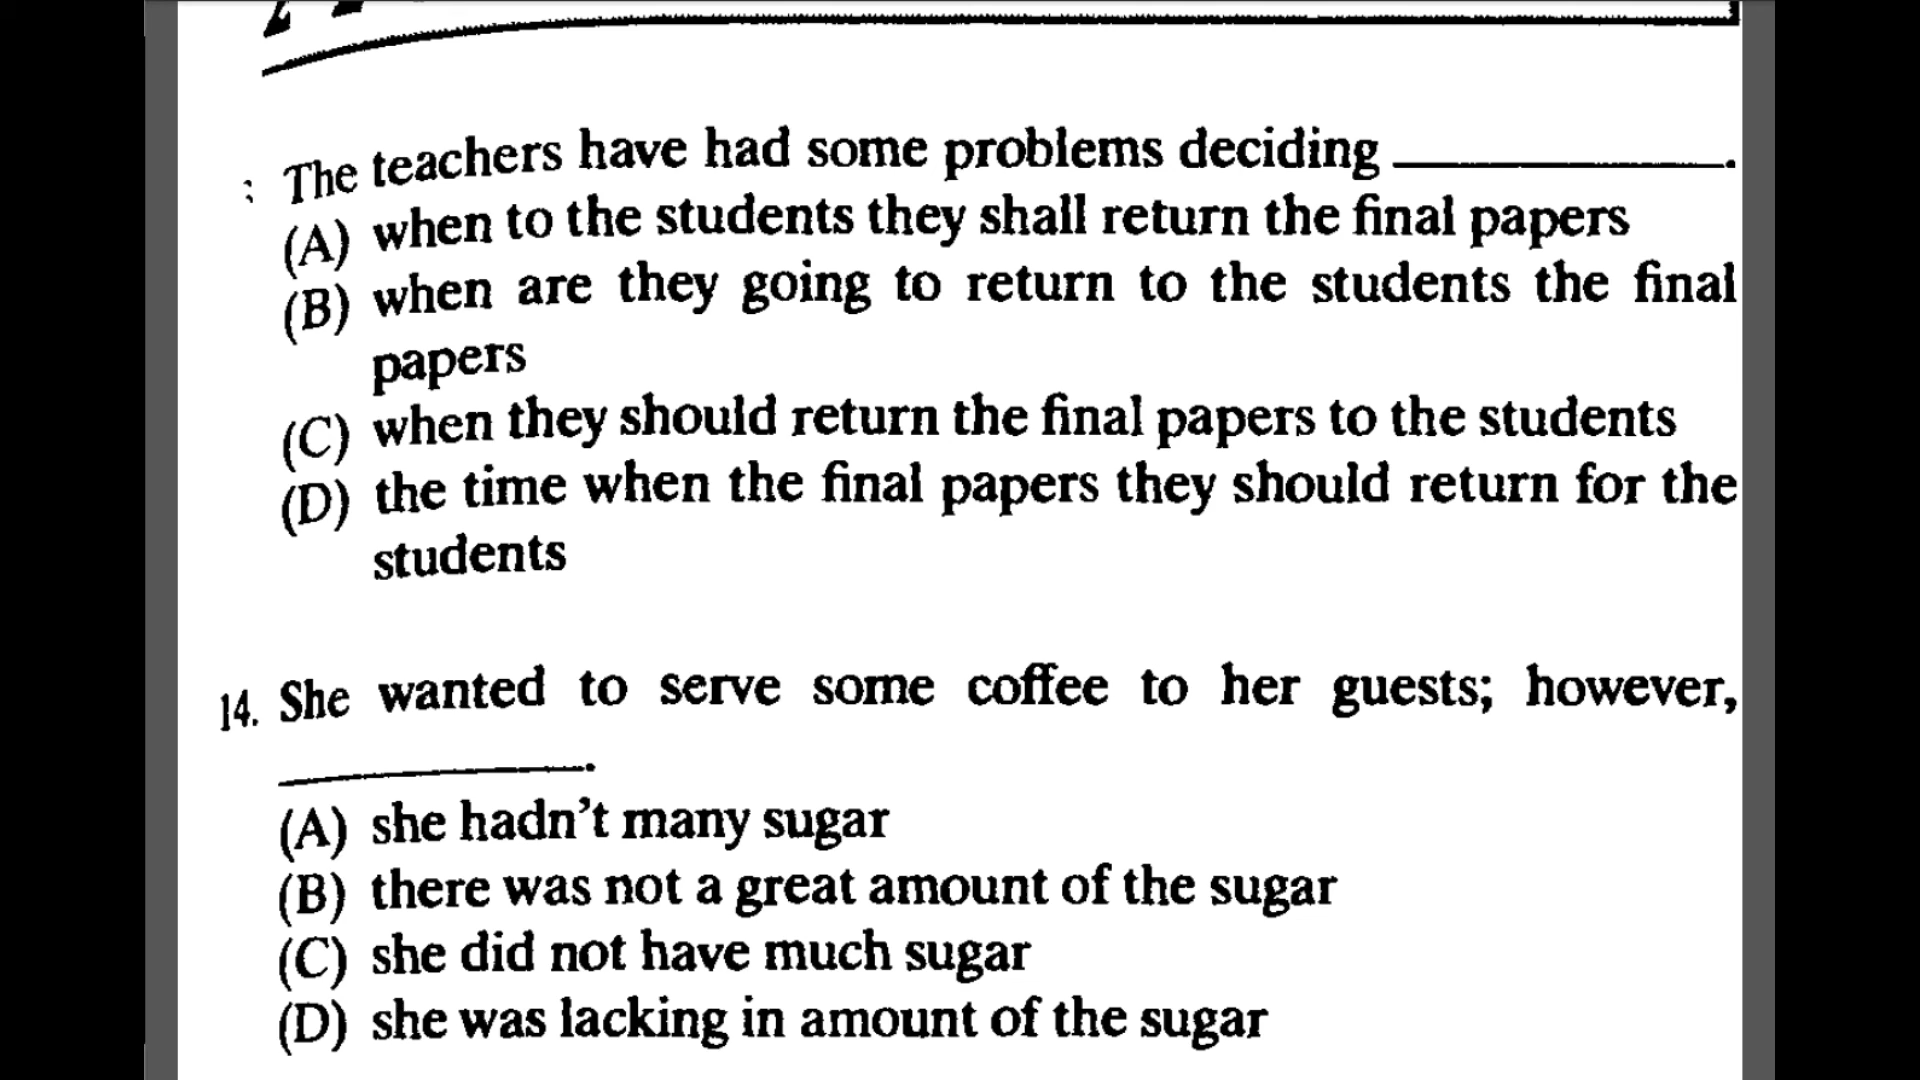 : The teachers have had some problems deciding ________.
(A) when to the students they shall return the final papers
(B) when are they going to return to the students the final
papers
(C) when they should return the final papers to the students
(D) the time when the final papers they should return for the
students
14. She wanted to serve some coffee to her guests; however,
________.
(A) she hadn't many sugar
(B) there was not a great amount of the sugar
(C) she did not have much sugar
(D) she was lacking in amount of the sugar